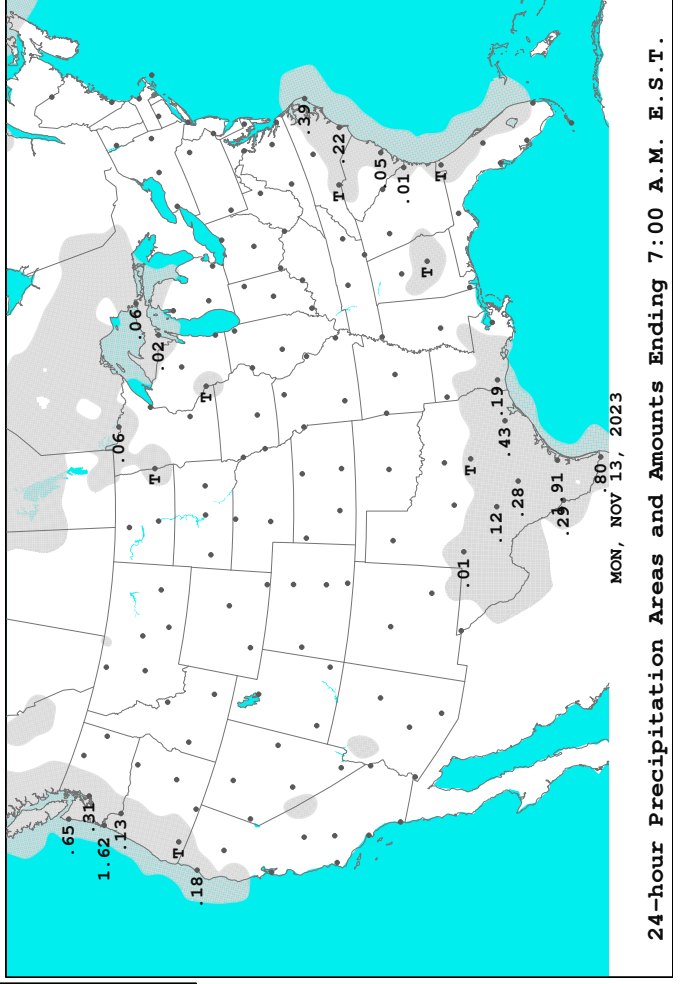 .65
.31
1.62
.13
T
.18
.06
T
.06
.02
T
.39
.22
T
.05
.01
T
T
.19
.43
T
.91
.28
.12
.29
.80
.01
MON, NOV 13, 2023
24-hour Precipitation Areas and Amounts Ending 7:00 A.M. E.S.T.